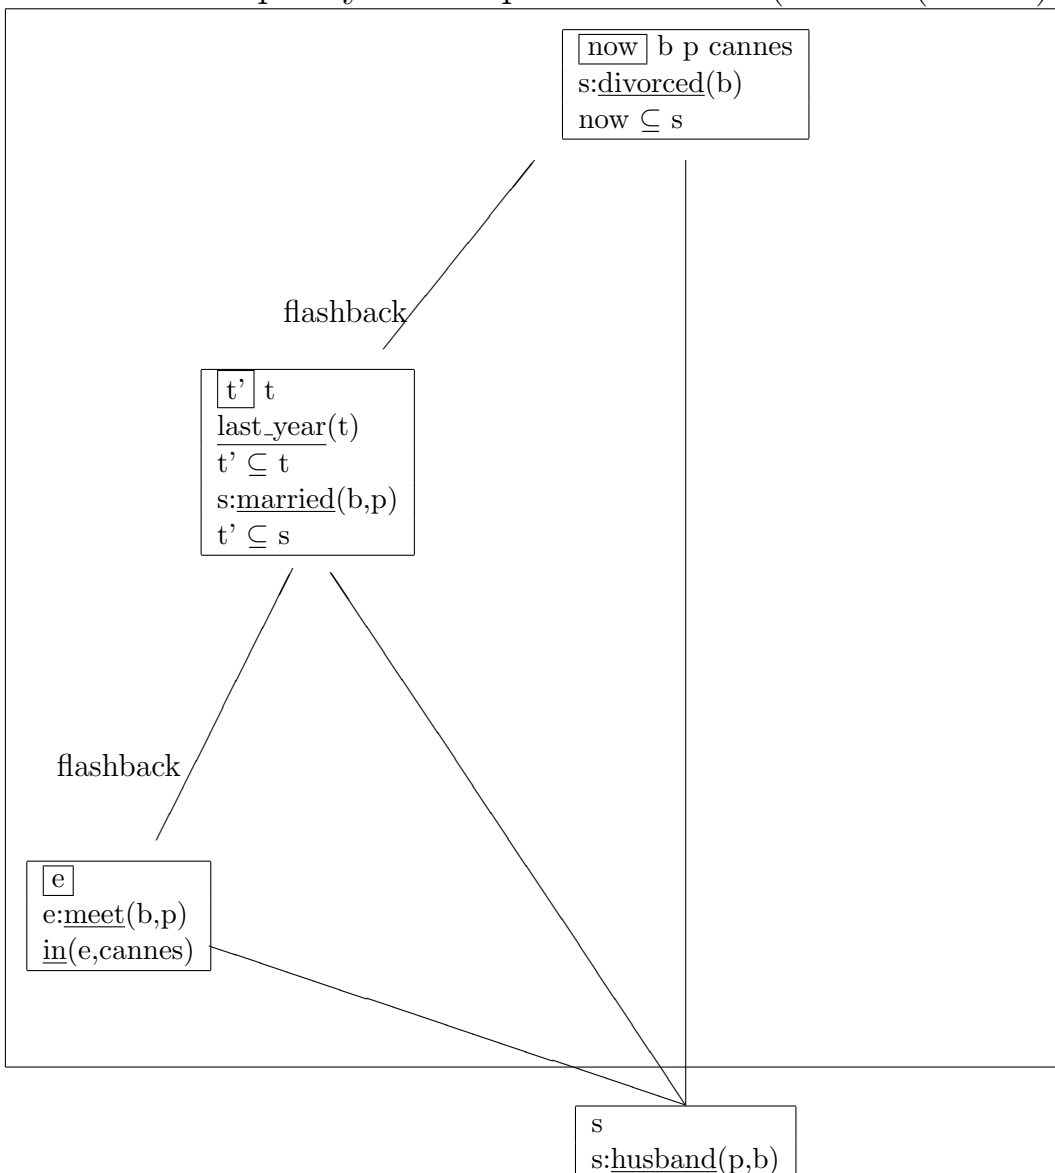 now b p cannes
s:divorced(b)
now ⊆ s
flashback
t' t
last_year(t)
t' ⊆ t
s:married(b,p)
t' ⊆ s
flashback
e
e:meet(b,p)
in(e,cannes)
s
s:husband(p,b)